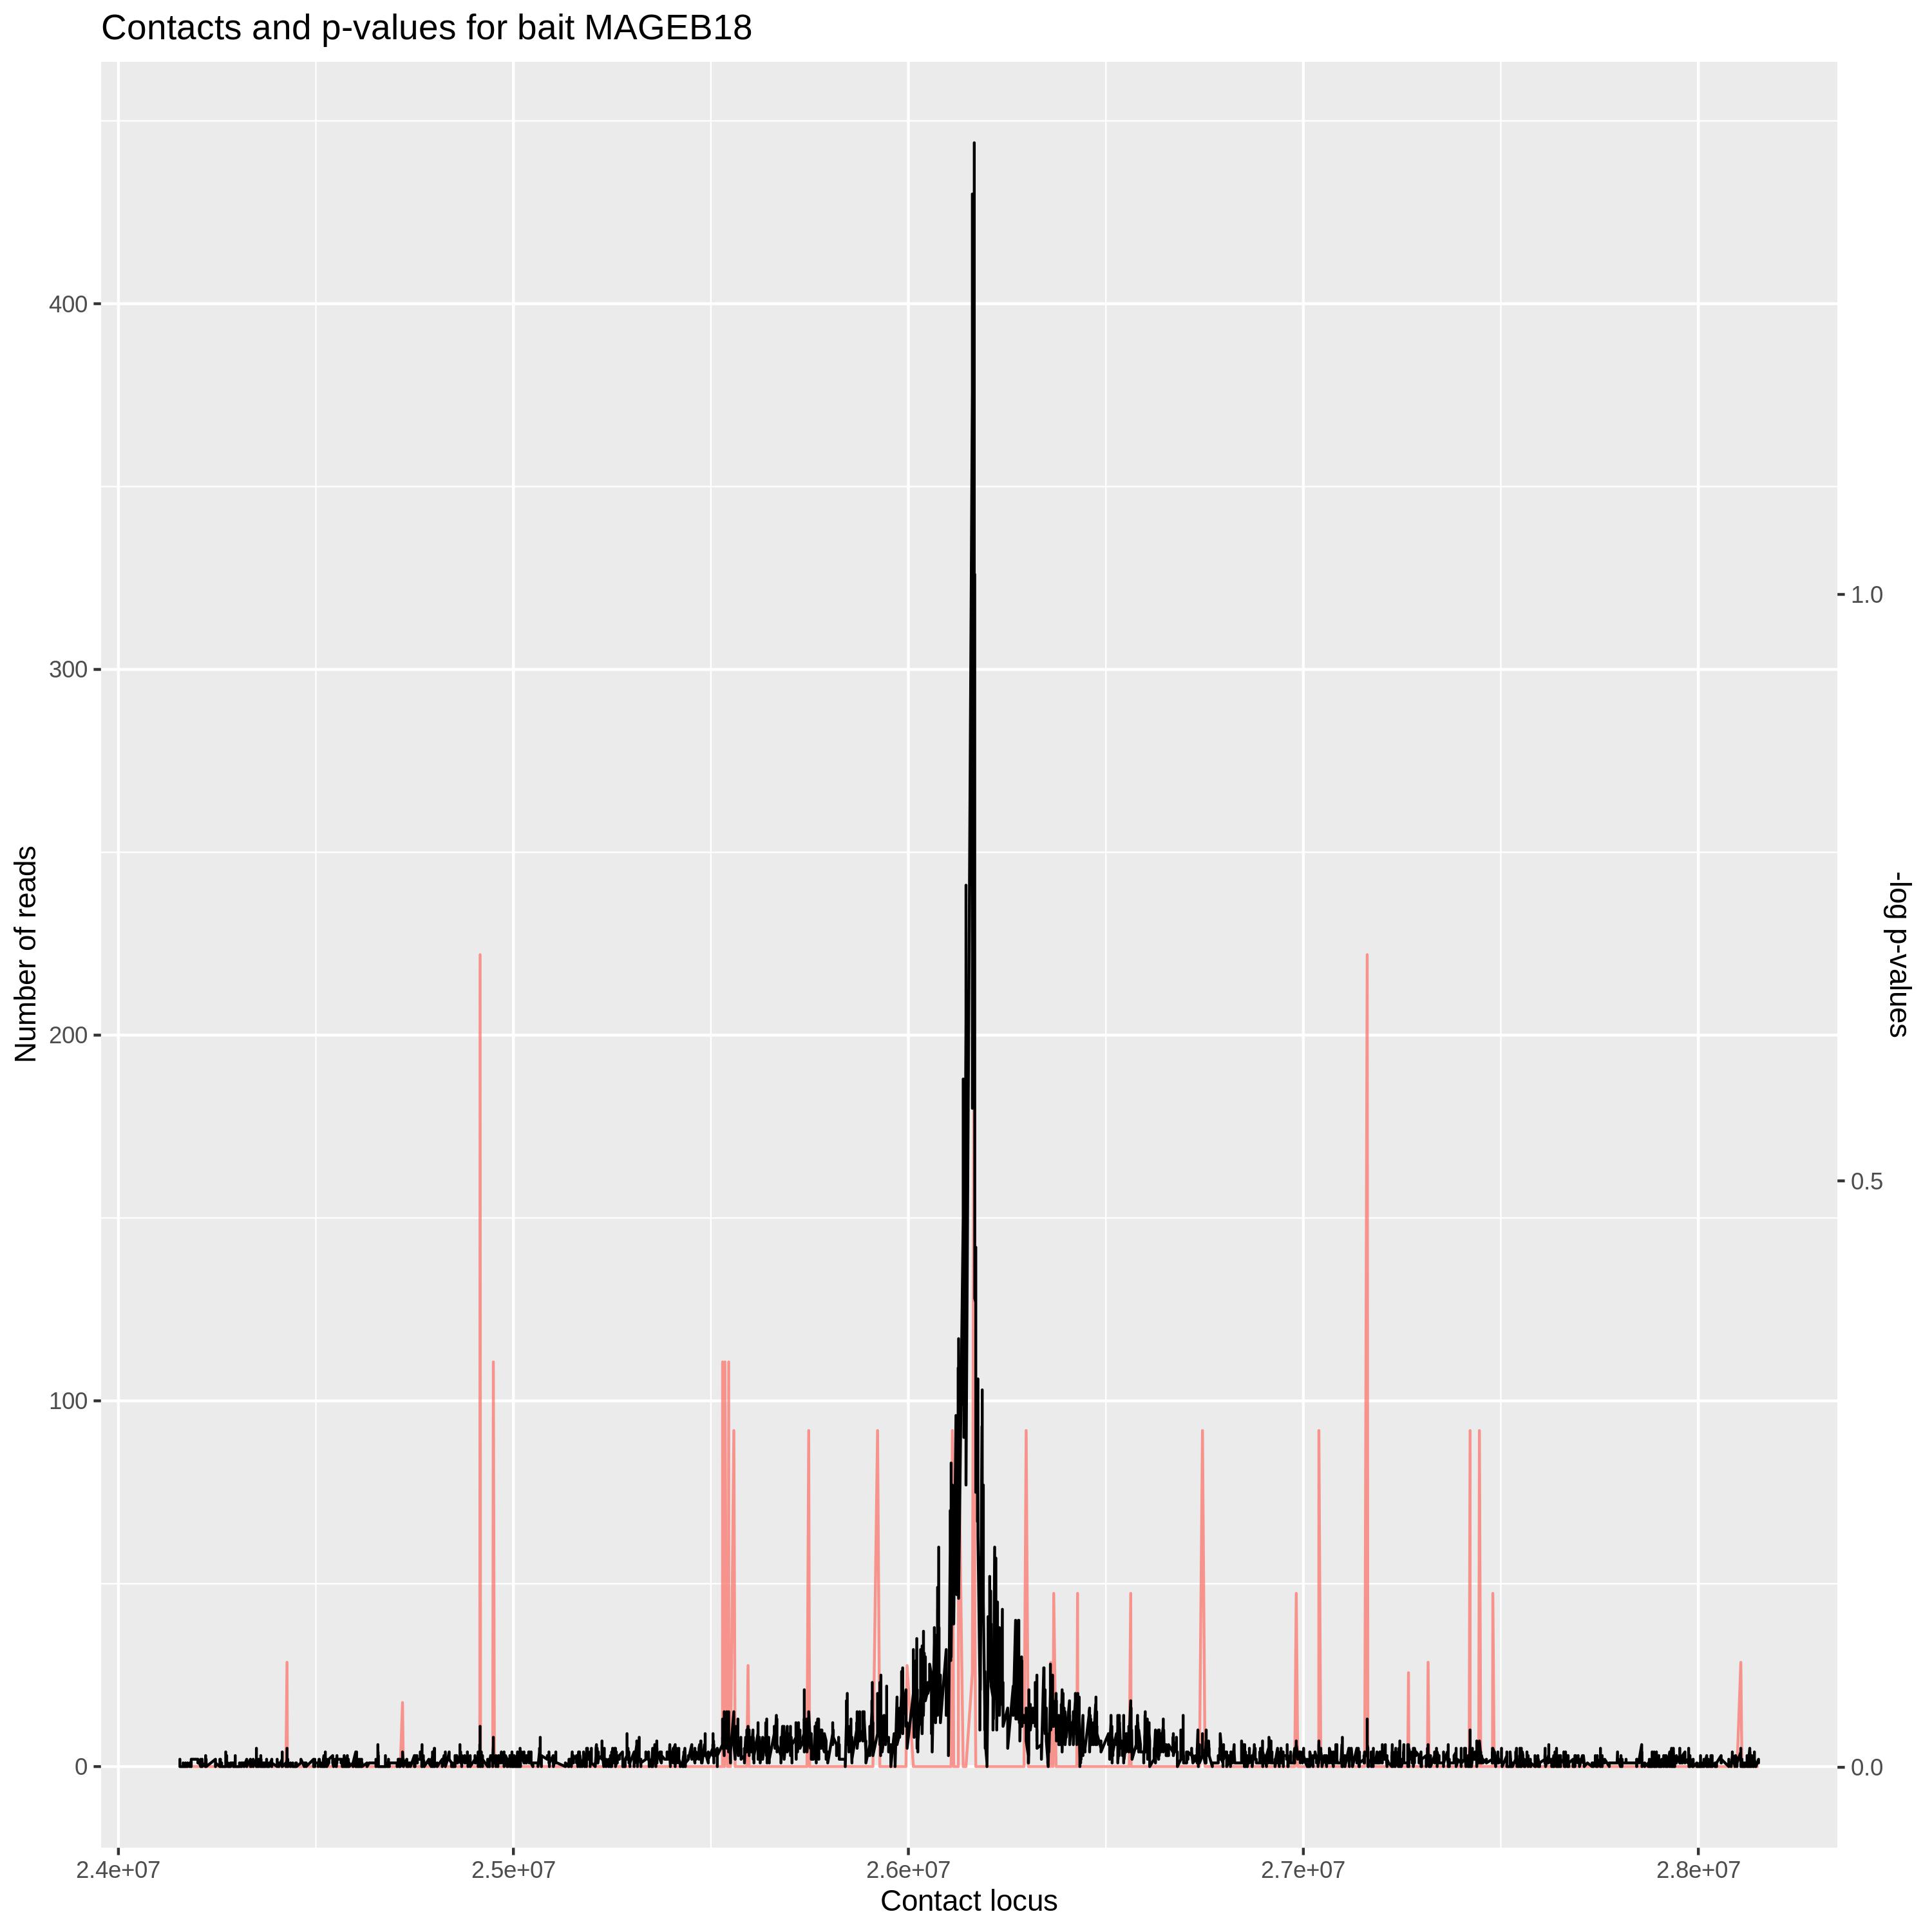 Contacts and p-values for bait MAGEB18
400
300
200
100
0
Number of reads
1.0
0.5
0.0
-log p-values
2.4e+07 2.5e+07 2.6e+07 2.7e+07 2.8e+07
Contact locus